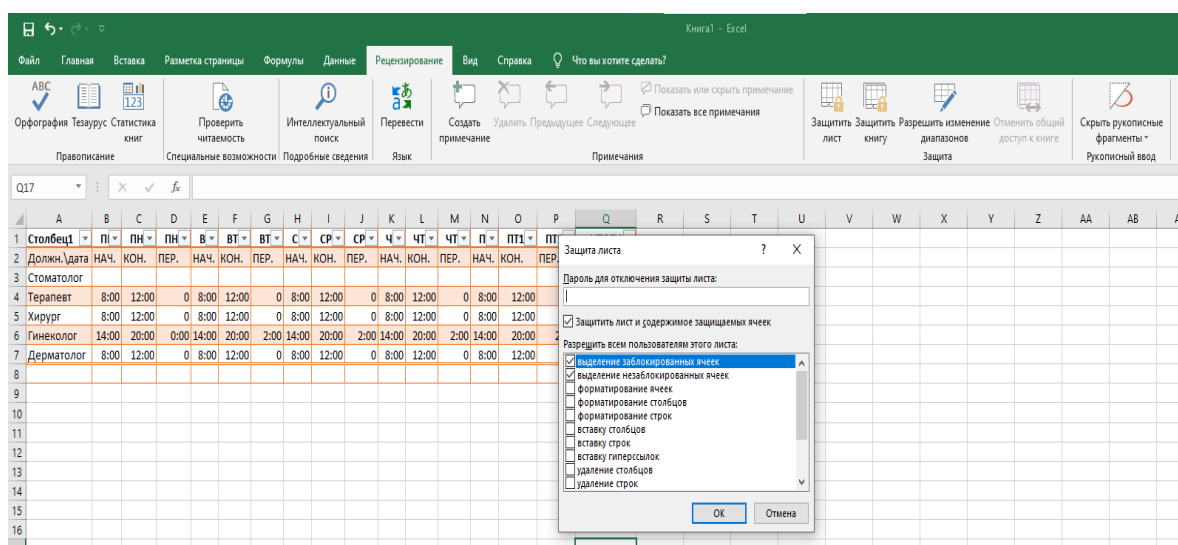 Книга1 - Excel
Файл Главная Вставка Разметка страницы Формулы Данные Рецензирование Вид Справка Что вы хотите сделать?
ABC
Орфография Тезаурус Статистика книг
123
Правописание
Проверить читаемость
Специальные возможности
Интеллектуальный поиск
Подробные сведения
Перевести
Язык
Создать примечание
Удалить Предыдущее Следующее
Показать или скрыть примечание
Показать все примечания
Примечания
Защитить лист
Защитить книгу
Разрешить изменение диапазонов
Отменить общий доступ к книге
Защита
Скрыть рукописные фрагменты
Рукописный ввод
Q17 fx
A B C D E F G H I J K L M N O P Q R S T U V W X Y Z AA AB
1 Столбец1 ПН ПН В ВТ ВТ С СР СР Ч ЧТ ЧТ П ПТ1 ПТ
2 Должн.\дата НАЧ. КОН. ПЕР. НАЧ. КОН. ПЕР. НАЧ. КОН. ПЕР. НАЧ. КОН. ПЕР. НАЧ. КОН. ПЕР.
3 Стоматолог
4 Терапевт 8:00 12:00 0 8:00 12:00 0 8:00 12:00 0 8:00 12:00 0 8:00 12:00
5 Хирург 8:00 12:00 0 8:00 12:00 0 8:00 12:00 0 8:00 12:00 0 8:00 12:00
6 Гинеколог 14:00 20:00 0:00 14:00 20:00 2:00 14:00 20:00 2:00 14:00 20:00 2:00 14:00 20:00 2
7 Дерматолог 8:00 12:00 0 8:00 12:00 0 8:00 12:00 0 8:00 12:00 0 8:00 12:00
8
9
10
11
12
13
14
15
16
Защита листа ? X
Пароль для отключения защиты листа:
Защитить лист и содержимое защищаемых ячеек
Разрешить всем пользователям этого листа:
выделение заблокированных ячеек
выделение незаблокированных ячеек
форматирование ячеек
форматирование столбцов
форматирование строк
вставку столбцов
вставку строк
вставку гиперссылок
удаление столбцов
удаление строк
ОК Отмена